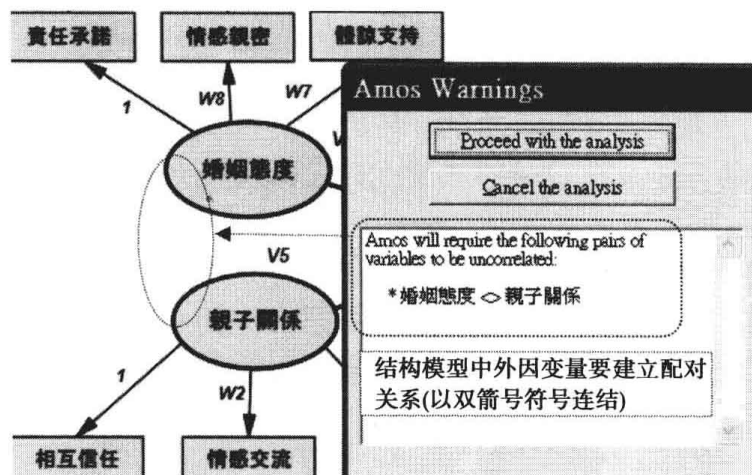 責任承諾
情感親密
體諒支持
1
W8
W7
婚姻態度
V5
親子關係
1
W2
相互信任
情感交流
Amos Warnings
Proceed with the analysis
Cancel the analysis
Amos will require the following pairs of
variables to be uncorrelated:
*婚姻態度 <> 親子關係
结构模型中外因变量要建立配对
关系(以双箭号符号连结)